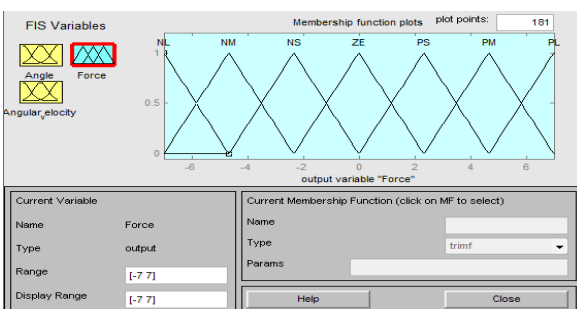 FIS Variables
Membership function plots
plot points:
181
NL NM NS ZE PS PM PL
1
0.5
0
-6 -4 -2 0 2 4 6
output variable "Force"
Angle
Force
Angular_velocity
Current Variable
Name Force
Type output
Range [-7 7]
Display Range [-7 7]
Current Membership Function (click on MF to select)
Name
Type trimf
Params
Help
Close